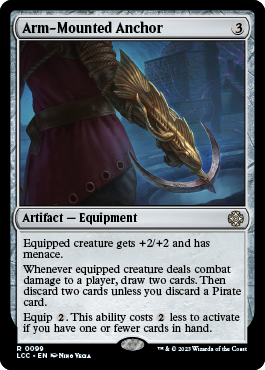 Arm-Mounted Anchor 3
Artifact — Equipment
Equipped creature gets +2/+2 and has
menace.
Whenever equipped creature deals combat
damage to a player, draw two cards. Then
discard two cards unless you discard a Pirate
card.
Equip 2. This ability costs 2 less to activate
if you have one or fewer cards in hand.
R 0099
LCC • EN Nino Vecia
™ & © 2023 Wizards of the Coast